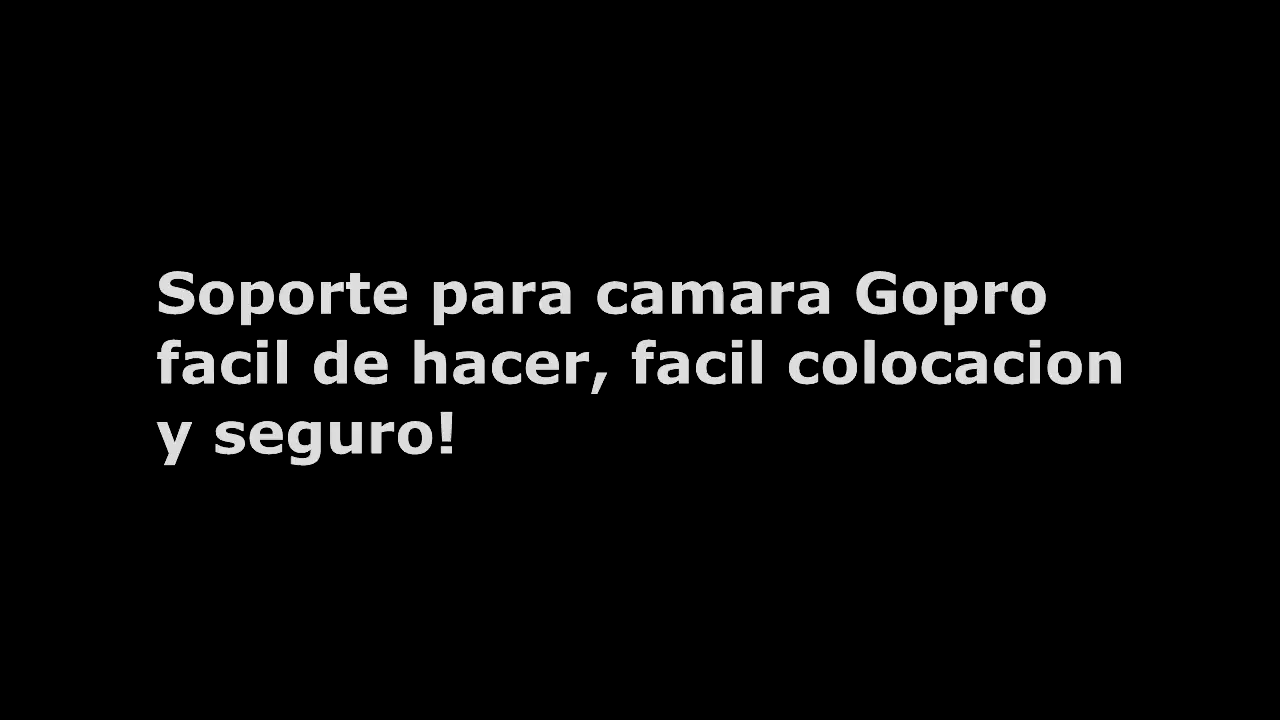 Soporte para camara Gopro
facil de hacer, facil colocacion
y seguro!